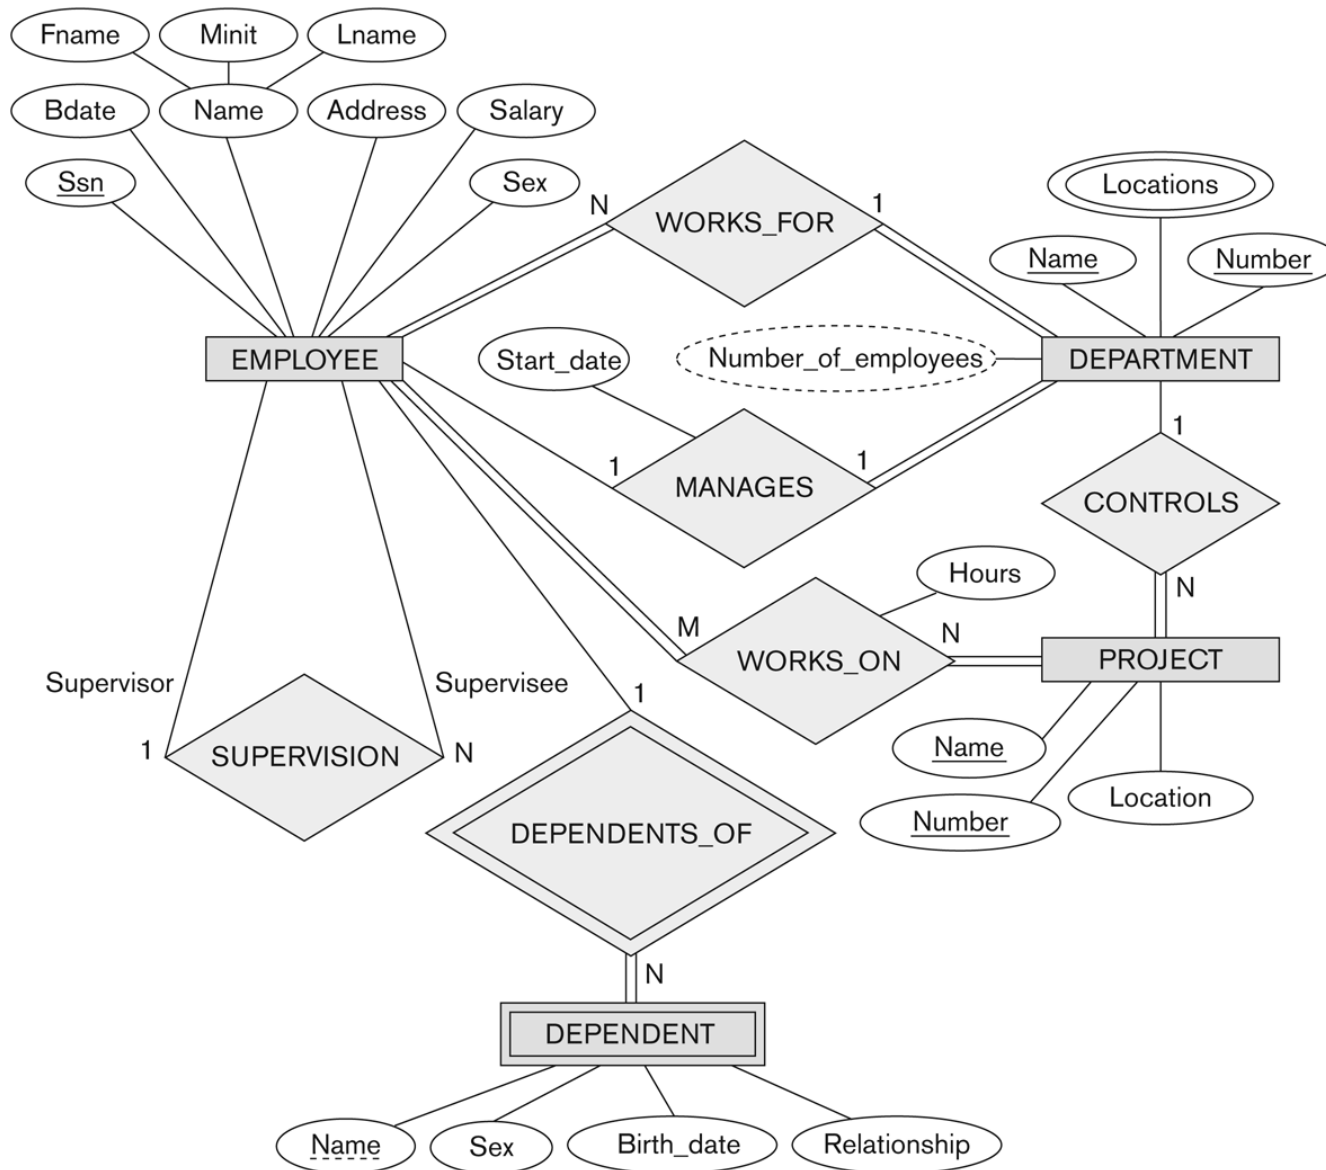 Fname
Minit
Lname
Bdate
Name
Address
Salary
Ssn
Sex
N
WORKS_FOR
1
Locations
Name
Number
EMPLOYEE
Start_date
Number_of_employees
DEPARTMENT
1
MANAGES
1
1
CONTROLS
N
Hours
M
WORKS_ON
N
PROJECT
Supervisor
Supervisee
1
SUPERVISION
N
1
Name
Number
Location
DEPENDENTS_OF
N
DEPENDENT
Name
Sex
Birth_date
Relationship